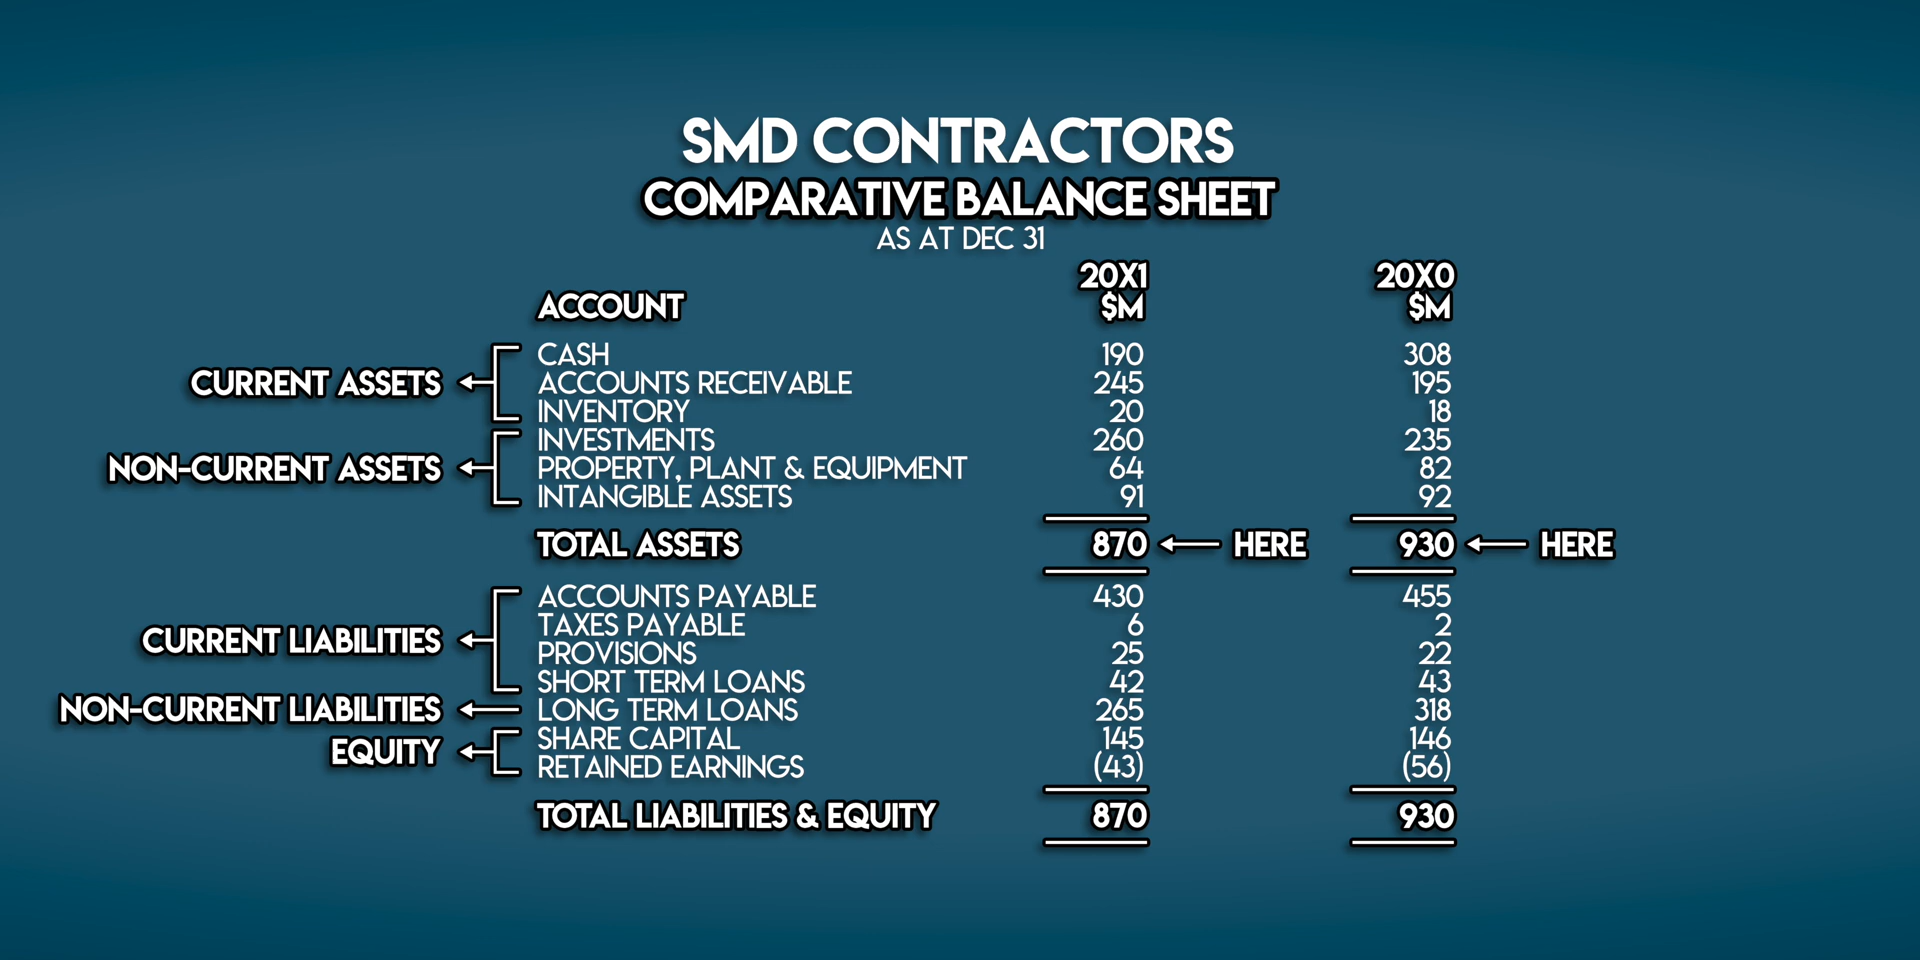 SMD CONTRACTORS
COMPARATIVE BALANCE SHEET
AS AT DEC 31
20X1 20X0
ACCOUNT $M $M
CASH 190 308
CURRENT ASSETS ACCOUNTS RECEIVABLE 245 195
INVENTORY 20 18
INVESTMENTS 260 235
NON-CURRENT ASSETS PROPERTY, PLANT & EQUIPMENT 64 82
INTANGIBLE ASSETS 91 92
TOTAL ASSETS 870 HERE 930 HERE
ACCOUNTS PAYABLE 430 455
TAXES PAYABLE 6 2
CURRENT LIABILITIES PROVISIONS 25 22
SHORT TERM LOANS 42 43
NON-CURRENT LIABILITIES LONG TERM LOANS 265 318
EQUITY SHARE CAPITAL 145 146
RETAINED EARNINGS (43) (56)
TOTAL LIABILITIES & EQUITY 870 930